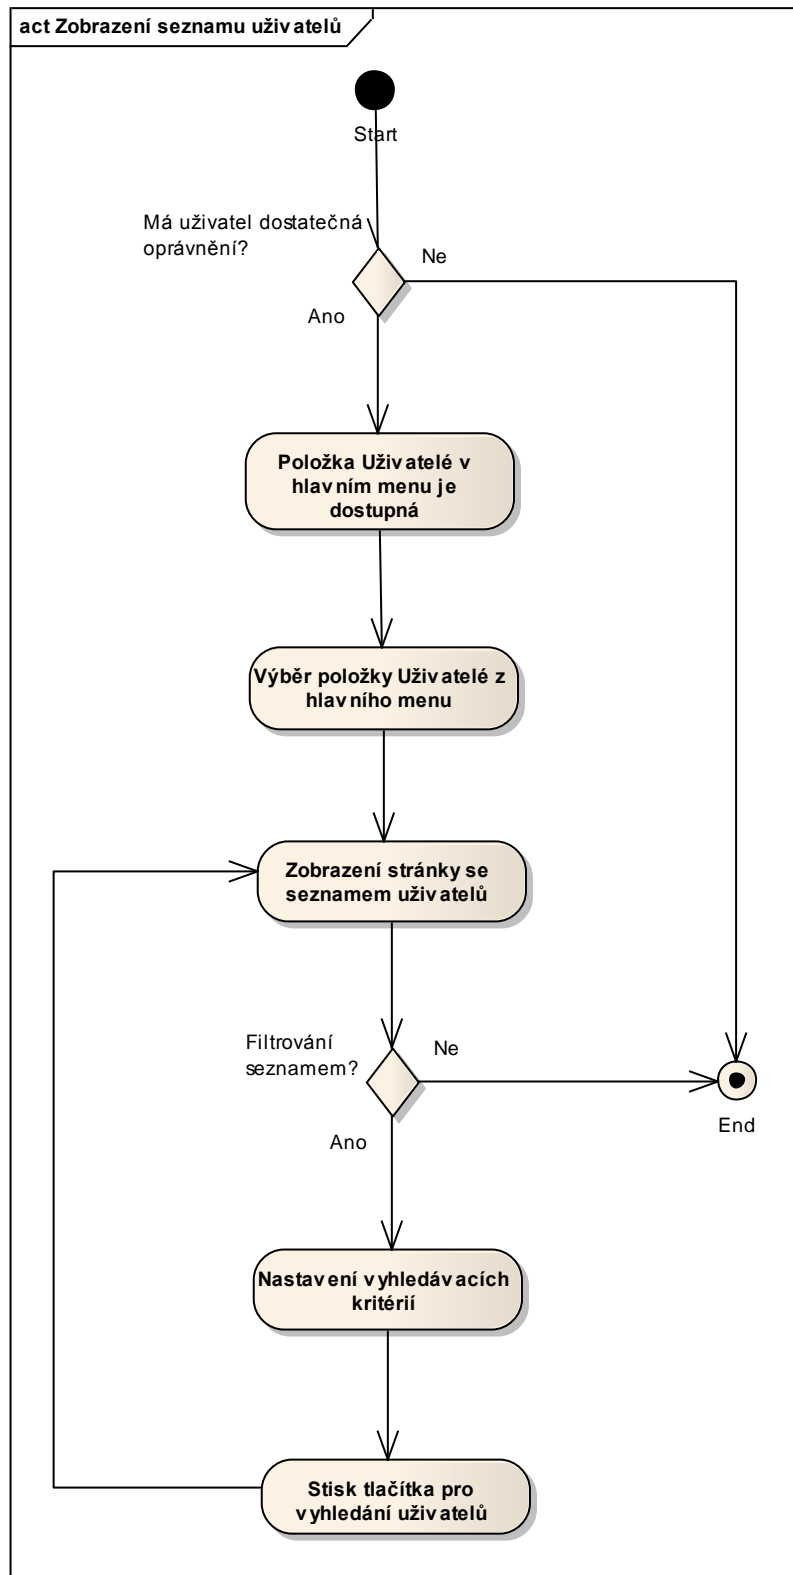 act Zobrazení seznamu uživatelů
Start
Má uživatel dostatečná
oprávnění?
Ne
Ano
Položka Uživatelé v
hlavním menu je
dostupná
Výběr položky Uživatelé z
hlavního menu
Zobrazení stránky se
seznamem uživatelů
Filtrování
seznamem?
Ne
Ano
End
Nastavení vyhledávacích
kritérií
Stisk tlačítka pro
vyhledání uživatelů